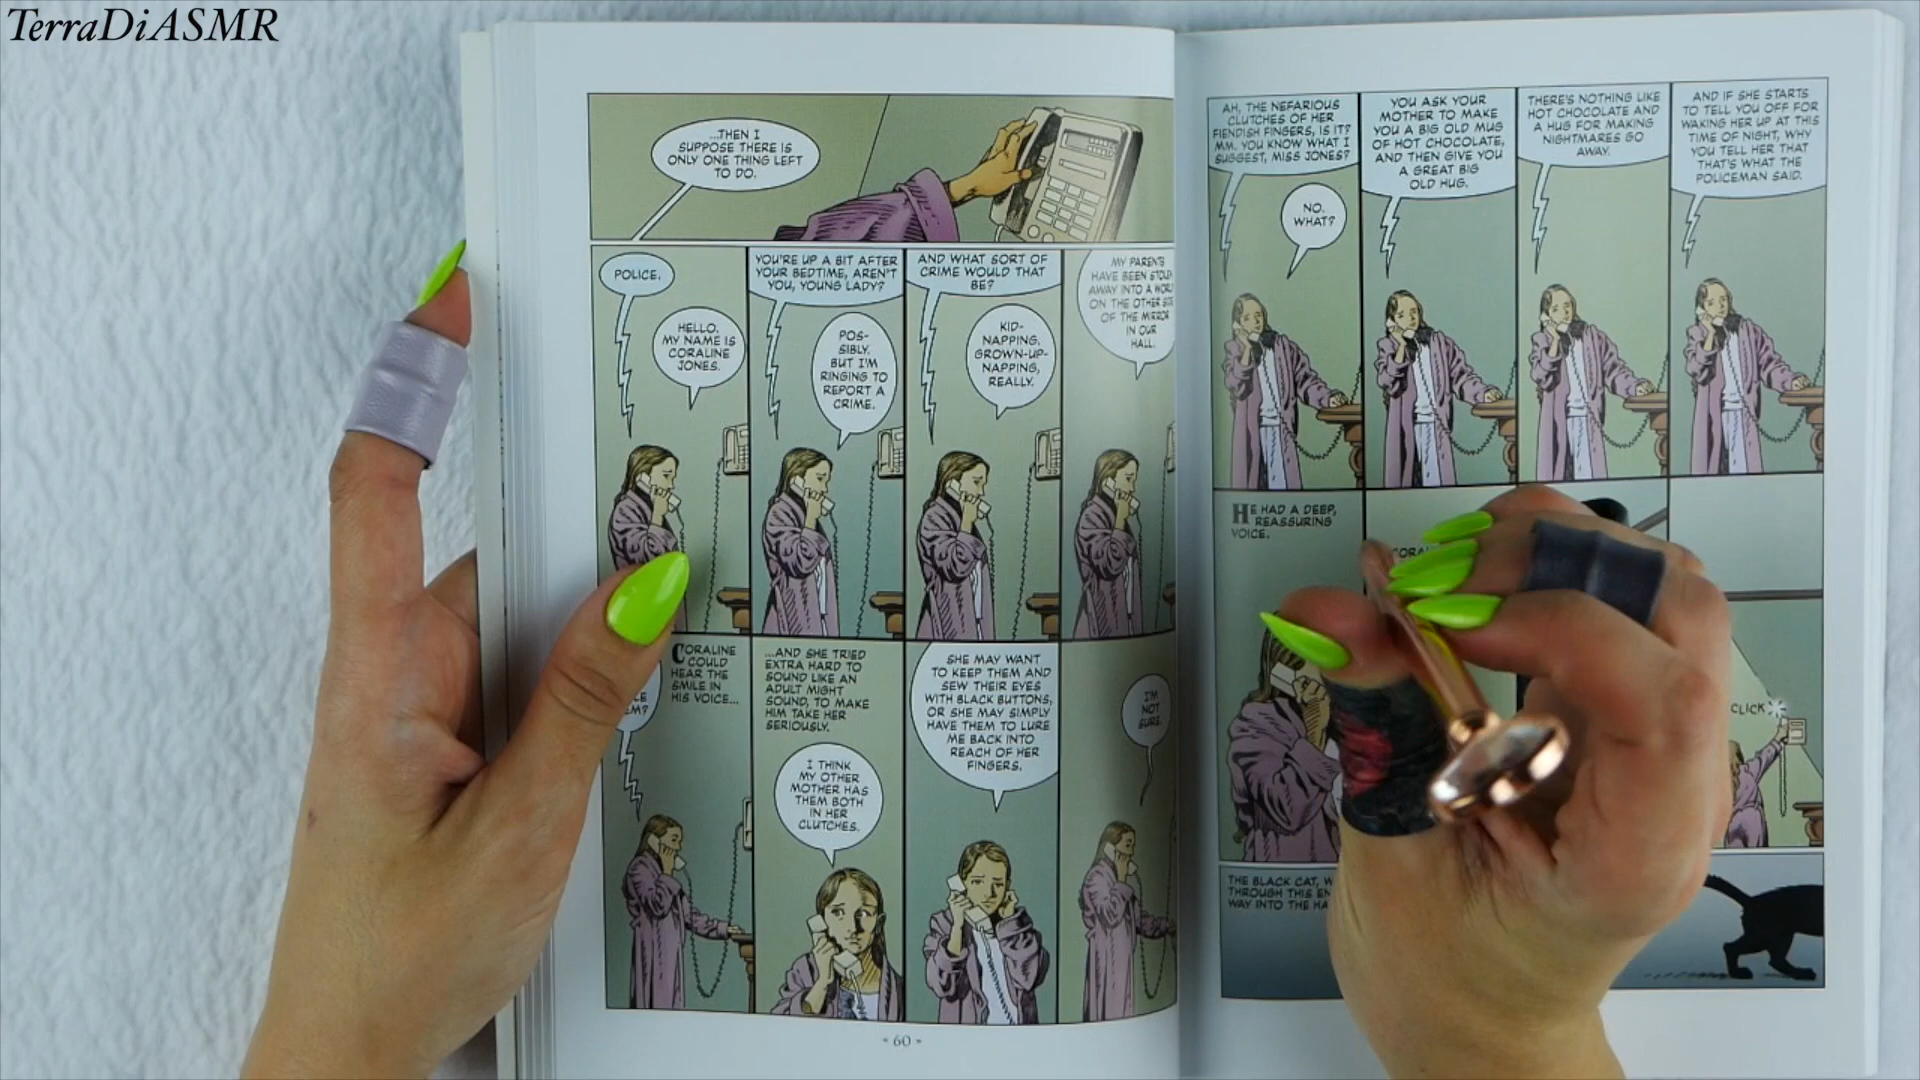 TerraDiASMR
...THEN I
SUPPOSE THERE IS
ONLY ONE THING LEFT
TO DO.
POLICE.
HELLO.
MY NAME IS
CORALINE
JONES.
YOU'RE UP A BIT AFTER
YOUR BEDTIME, AREN'T
YOU, YOUNG LADY?
POS-
SIBLY.
BUT I'M
RINGING TO
REPORT A
CRIME.
AND WHAT SORT OF
CRIME WOULD THAT
BE?
KID-
NAPPING.
GROWN-UP-
NAPPING,
REALLY.
MY PARENTS
HAVE BEEN STOLEN
AWAY INTO A WORLD
ON THE OTHER SIDE
OF THE MIRROR
IN OUR
HALL.
CORALINE
COULD
HEAR THE
SMILE IN
HIS VOICE...
...AND SHE TRIED
EXTRA HARD TO
SOUND LIKE AN
ADULT MIGHT
SOUND, TO MAKE
HIM TAKE HER
SERIOUSLY.
I THINK
MY OTHER
MOTHER HAS
THEM BOTH
IN HER
CLUTCHES.
SHE MAY WANT
TO KEEP THEM AND
SEW THEIR EYES
WITH BLACK BUTTONS,
OR SHE MAY SIMPLY
HAVE THEM TO LURE
ME BACK INTO
REACH OF HER
FINGERS.
I'M
NOT
SURE.
- 60 -
AH. THE NEFARIOUS
CLUTCHES OF HER
FIENDISH FINGERS, IS IT?
MM. YOU KNOW WHAT I
SUGGEST, MISS JONES?
NO.
WHAT?
YOU ASK YOUR
MOTHER TO MAKE
YOU A BIG OLD MUG
OF HOT CHOCOLATE,
AND THEN GIVE YOU
A GREAT BIG
OLD HUG.
THERE'S NOTHING LIKE
HOT CHOCOLATE AND
A HUG FOR MAKING
NIGHTMARES GO
AWAY.
AND IF SHE STARTS
TO TELL YOU OFF FOR
WAKING HER UP AT THIS
TIME OF NIGHT, WHY
YOU TELL HER THAT
THAT'S WHAT THE
POLICEMAN SAID.
HE HAD A DEEP,
REASSURING
VOICE.
CLICK
THE BLACK CAT,
THROUGH THIS
WAY INTO THE